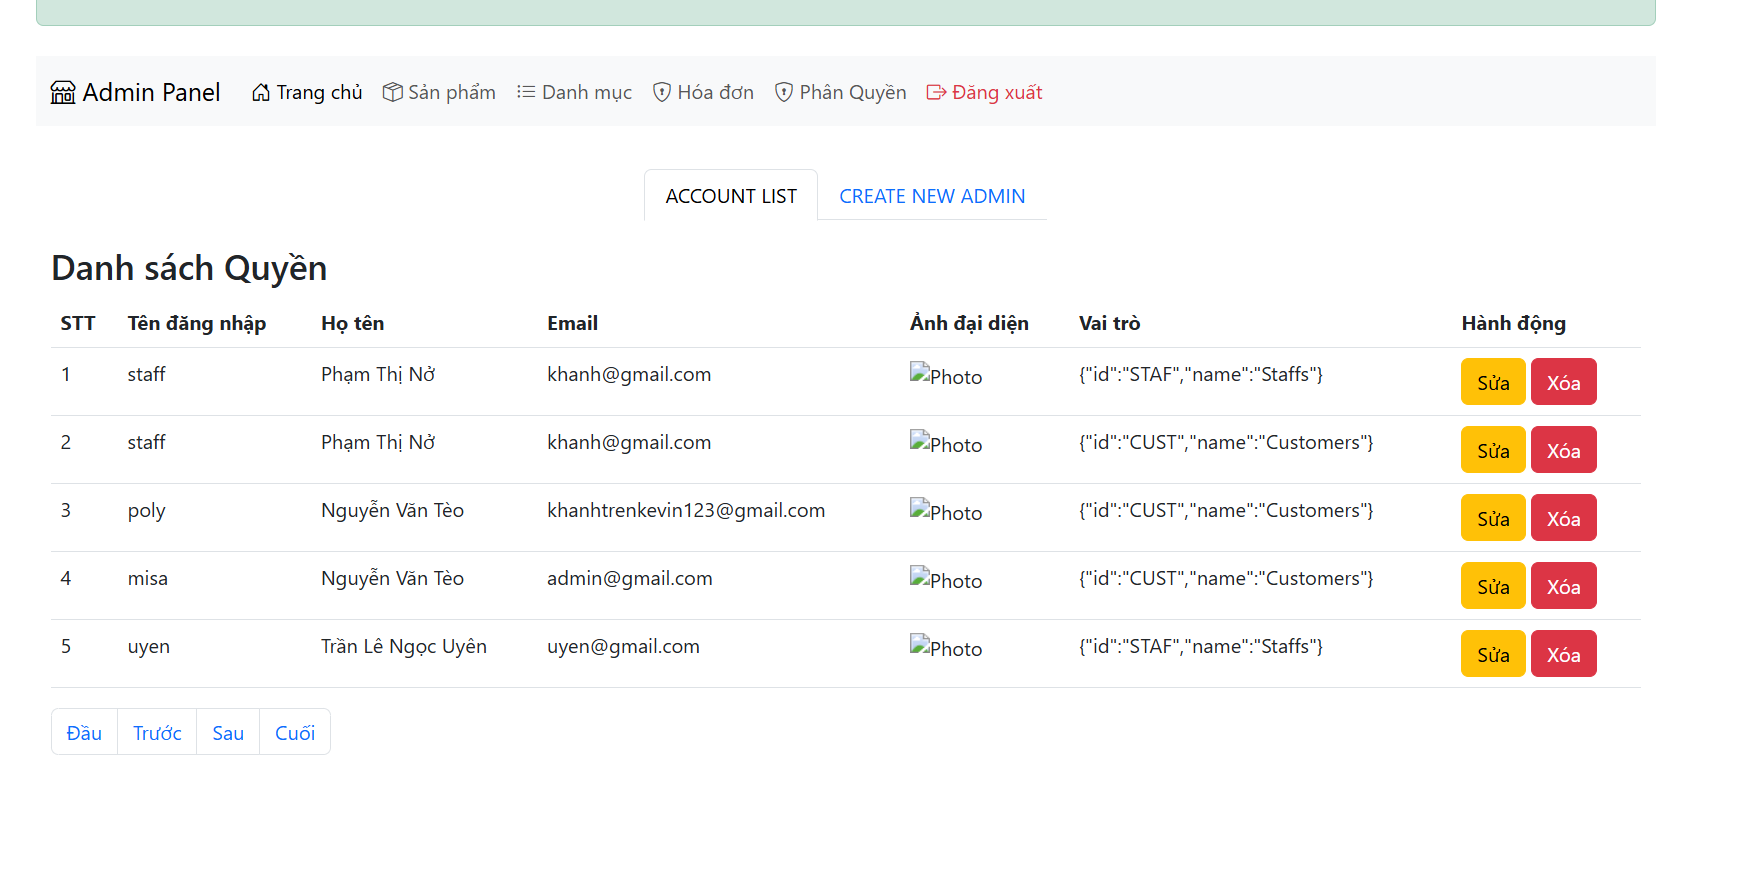 Admin Panel Trang chủ Sản phẩm Danh mục Hóa đơn Phân Quyền Đăng xuất
ACCOUNT LIST CREATE NEW ADMIN
Danh sách Quyền
STT Tên đăng nhập Họ tên Email Ảnh đại diện Vai trò Hành động
1 staff Phạm Thị Nở khanh@gmail.com Photo {"id":"STAF","name":"Staffs"} Sửa Xóa
2 staff Phạm Thị Nở khanh@gmail.com Photo {"id":"CUST","name":"Customers"} Sửa Xóa
3 poly Nguyễn Văn Tèo khanhtrenkevin123@gmail.com Photo {"id":"CUST","name":"Customers"} Sửa Xóa
4 misa Nguyễn Văn Tèo admin@gmail.com Photo {"id":"CUST","name":"Customers"} Sửa Xóa
5 uyen Trần Lê Ngọc Uyên uyen@gmail.com Photo {"id":"STAF","name":"Staffs"} Sửa Xóa
Đầu Trước Sau Cuối